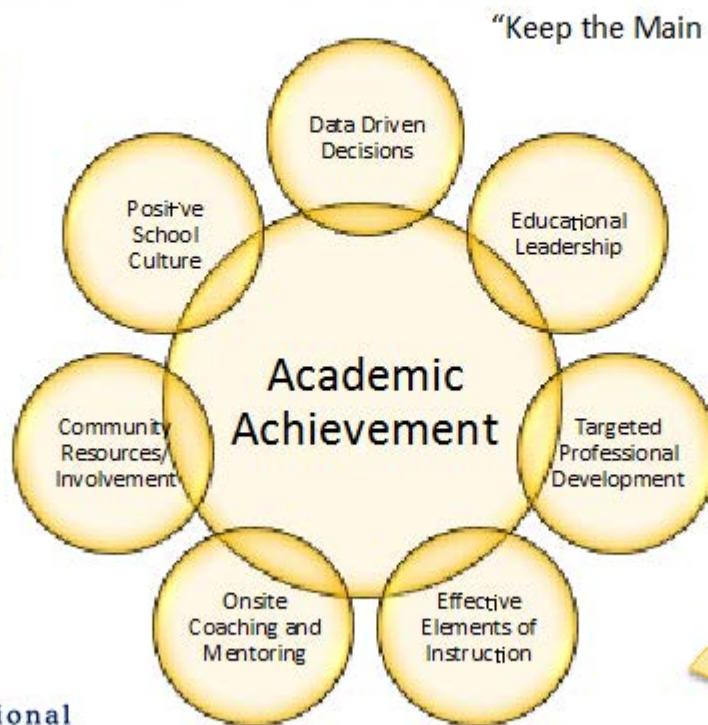 “Keep the Main
Data Driven
Decisions
Educational
Leadership
Targeted
Professional
Development
Effective
Elements of
Instruction
Onsite
Coaching and
Mentoring
Community
Resources/
Involvement
Positive
School
Culture
Academic
Achievement
ional